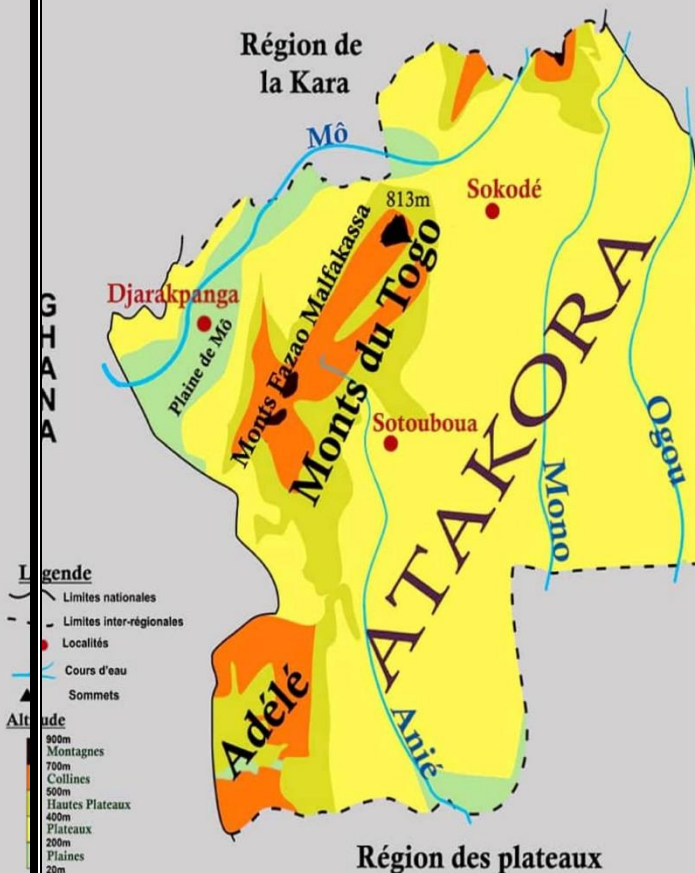 Région de
la Kara
Mô
813m
Sokodé
Djarakpanga
GHANA
Plaine de Mô
Monts Fazao Malfakassa
Monts du Togo
ATAKORA
Sotouboua
Mono
Ogou
Adélé
Anié
Légende
Limites nationales
Limites inter-régionales
Localités
Cours d'eau
Sommets
Altitude
900m
Montagnes
700m
Collines
500m
Hautes Plateaux
400m
Plateaux
200m
Plaines
20m
Région des plateaux